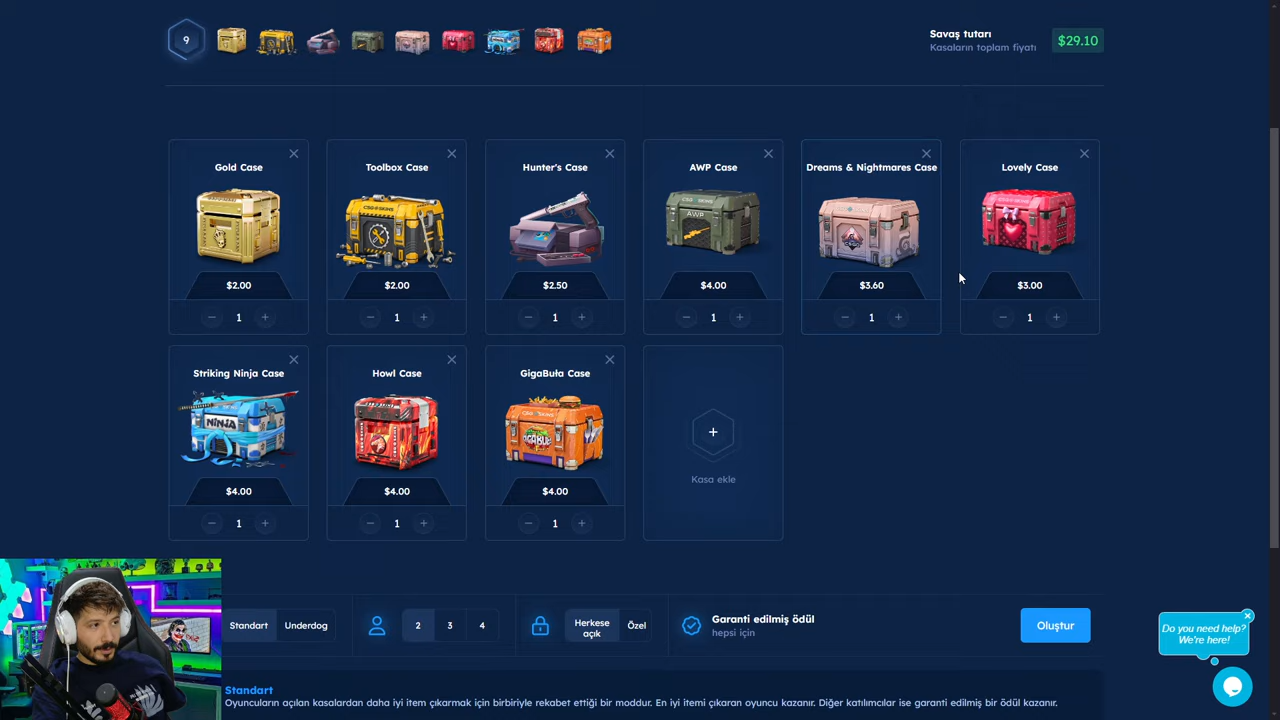 9
Savaş tutarı
Kasaların toplam fiyatı
$29.10
Gold Case
Toolbox Case
Hunter's Case
AWP Case
Dreams & Nightmares Case
Lovely Case
AWP
$2.00
$2.00
$2.50
$4.00
$3.60
$3.00
1
1
1
1
1
1
Striking Ninja Case
Howl Case
GigaBuła Case
NINJA
$4.00
$4.00
$4.00
Kasa ekle
1
1
1
Standart
Underdog
2
3
4
Herkese
açık
Özel
Garanti edilmiş ödül
hepsi için
Oluştur
Do you need help?
We're here!
Standart
Oyuncuların açılan kasalardan daha iyi item çıkarmak için birbiriyle rekabet ettiği bir moddur. En iyi itemi çıkaran oyuncu kazanır. Diğer katılımcılar ise garanti edilmiş bir ödül kazanır.